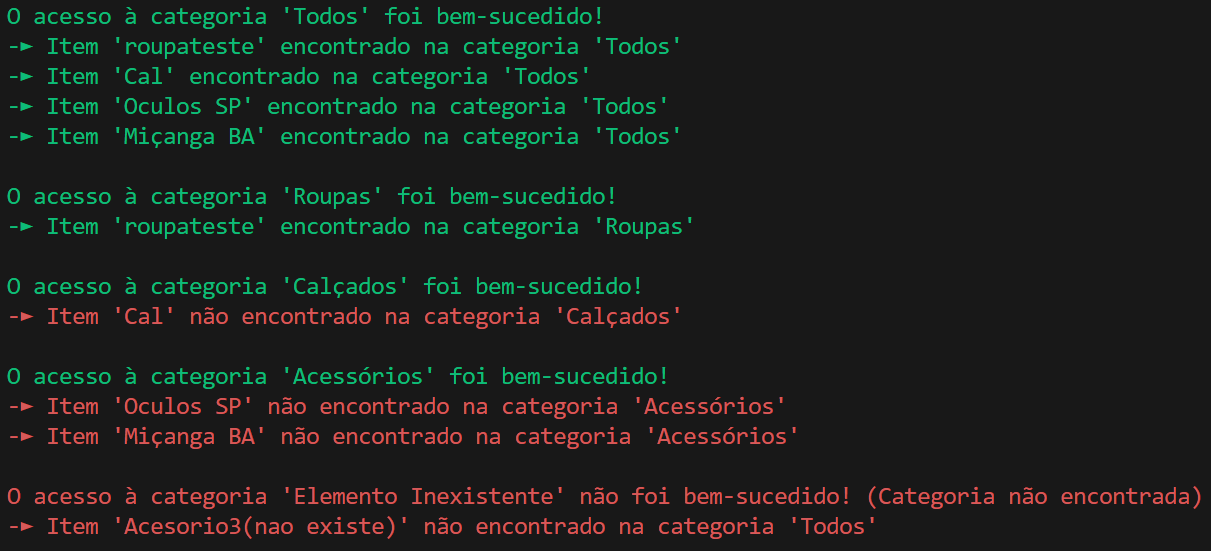 O acesso à categoria 'Todos' foi bem-sucedido!
-► Item 'roupateste' encontrado na categoria 'Todos'
-► Item 'Cal' encontrado na categoria 'Todos'
-► Item 'Oculos SP' encontrado na categoria 'Todos'
-► Item 'Miçanga BA' encontrado na categoria 'Todos'

O acesso à categoria 'Roupas' foi bem-sucedido!
-► Item 'roupateste' encontrado na categoria 'Roupas'

O acesso à categoria 'Calçados' foi bem-sucedido!
-► Item 'Cal' não encontrado na categoria 'Calçados'

O acesso à categoria 'Acessórios' foi bem-sucedido!
-► Item 'Oculos SP' não encontrado na categoria 'Acessórios'
-► Item 'Miçanga BA' não encontrado na categoria 'Acessórios'

O acesso à categoria 'Elemento Inexistente' não foi bem-sucedido! (Categoria não encontrada)
-► Item 'Acesorio3(nao existe)' não encontrado na categoria 'Todos'